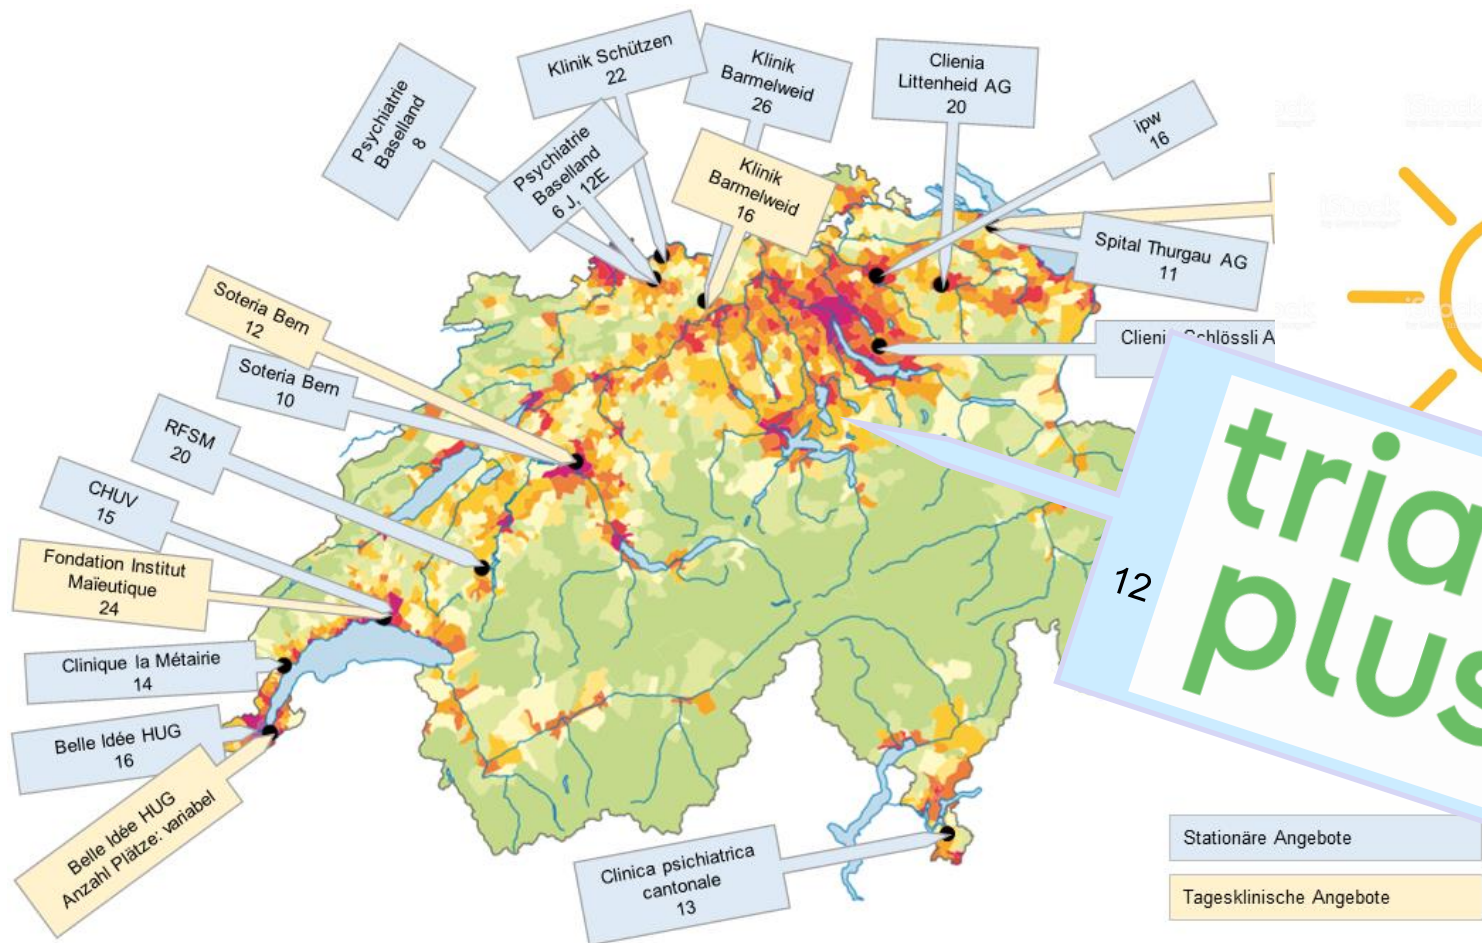 Klinik Schützen
22
Klinik
Barmelweid
26
Clienia
Littenheid AG
20
ipw
16
Psychiatrie
Baselland
8
Psychiatrie
Baselland
6 J, 12E
Klinik
Barmelweid
16
Spital Thurgau AG
11
Soteria Bern
12
Soteria Bern
10
Schlössli A
RFSM
20
CHUV
15
Fondation Institut
Maïeutique
24
12
tria
plus
Clinique la Métairie
14
Belle Idée HUG
16
Belle Idée HUG
Anzahl Plätze: variabel
Clinica psichiatrica
cantonale
13
Stationäre Angebote
Tagesklinische Angebote
iStock